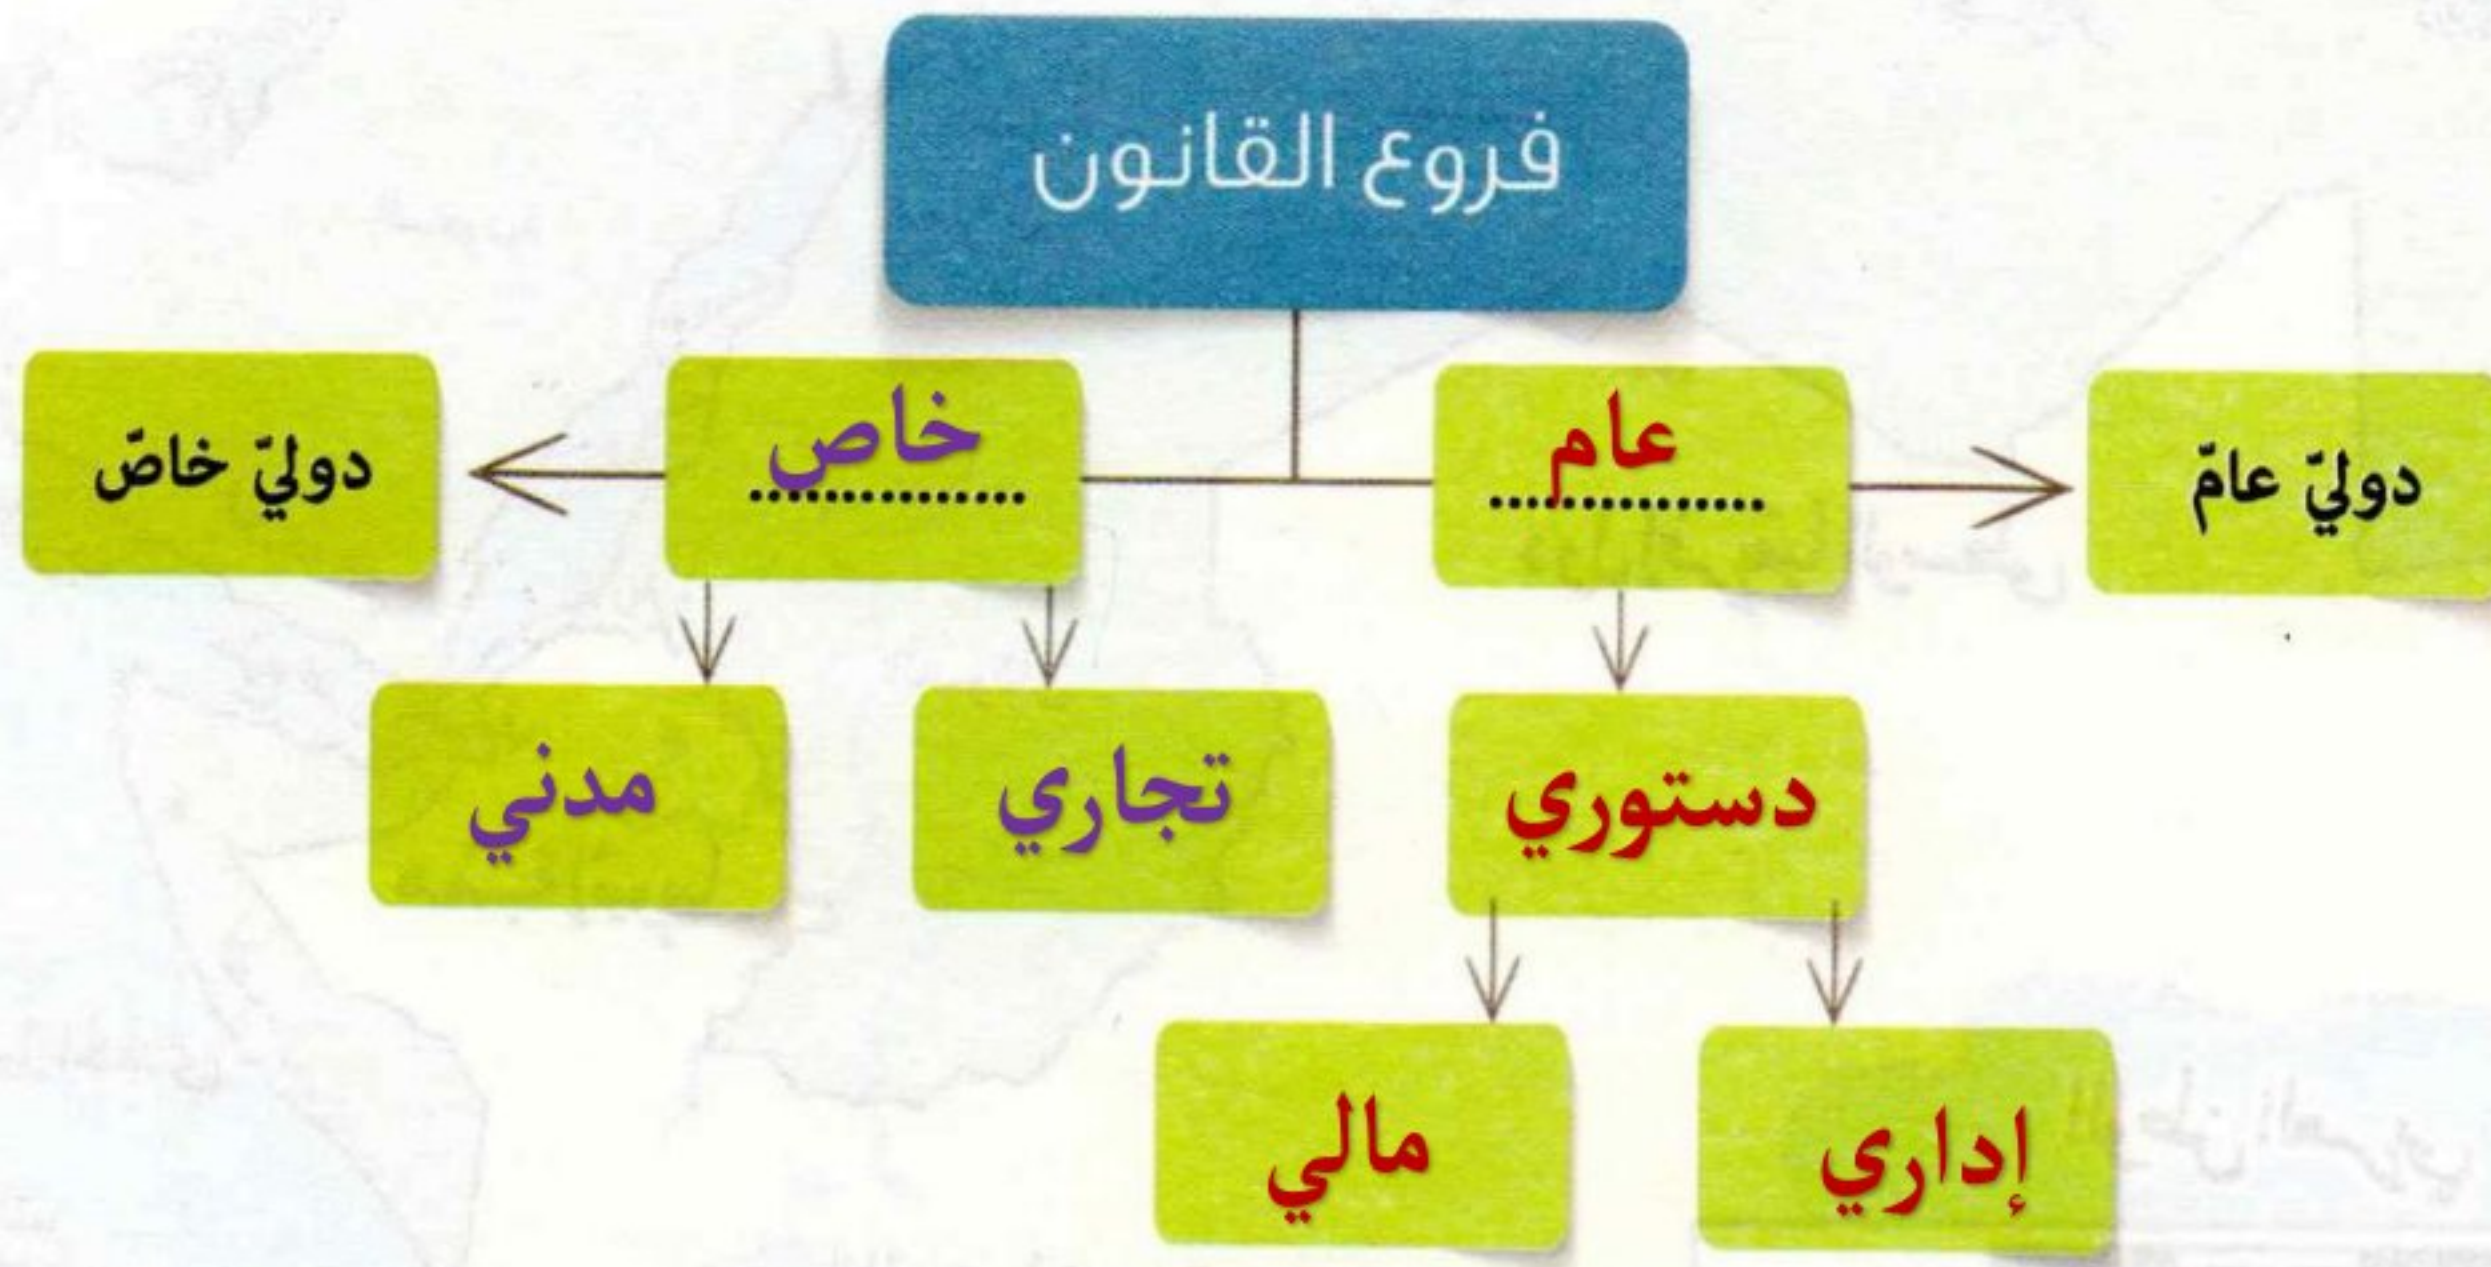 فروع القانون
دوليّ عامّ
عام
خاص
دوليّ خاصّ
دستوري
تجاري
مدني
إداري
مالي